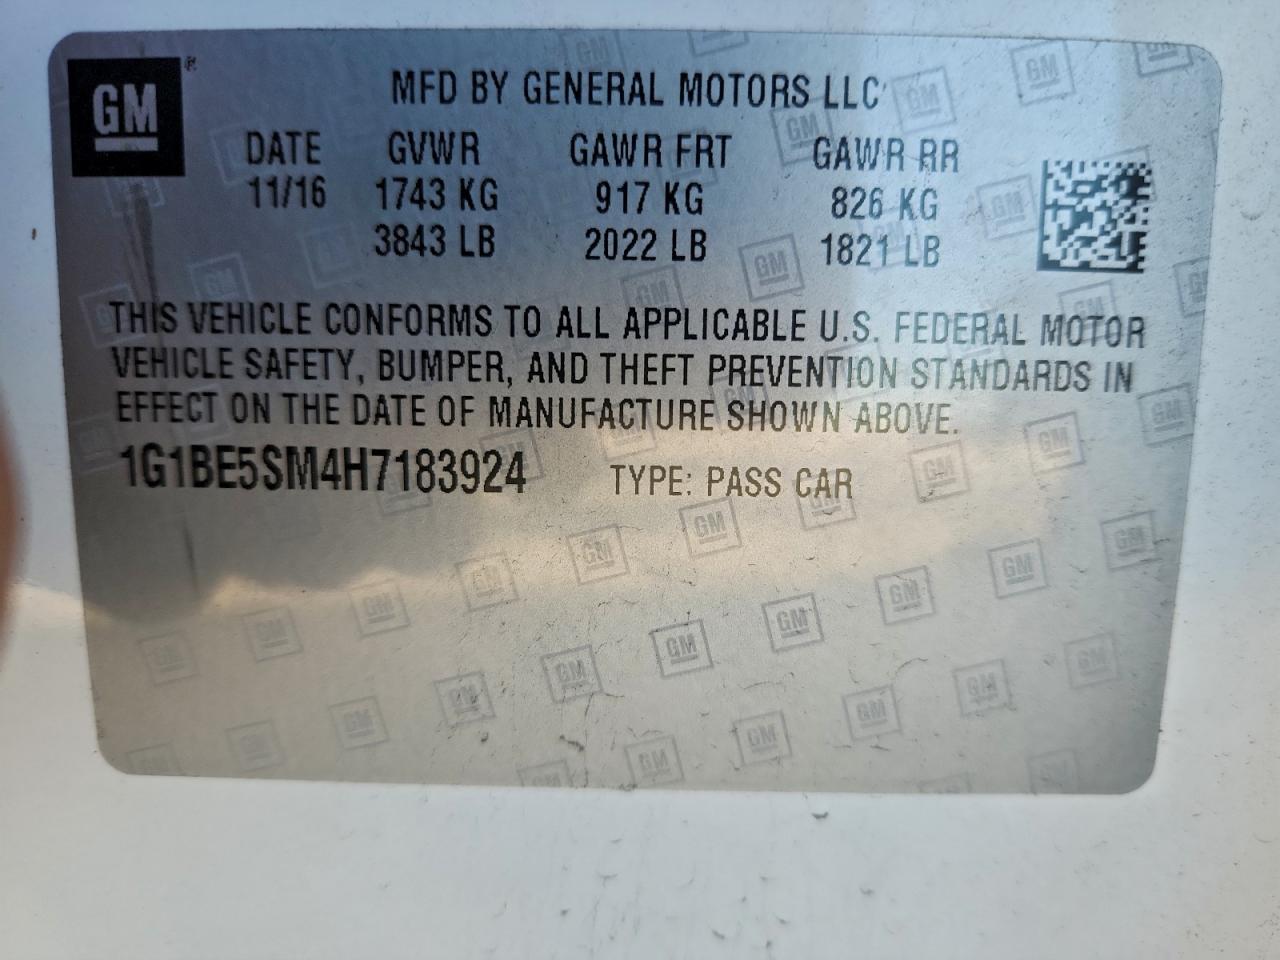 GM
MFD BY GENERAL MOTORS LLC
DATE GVWR GAWR FRT GAWR RR
11/16 1743 KG 917 KG 826 KG
3843 LB 2022 LB 1821 LB
THIS VEHICLE CONFORMS TO ALL APPLICABLE U.S. FEDERAL MOTOR
VEHICLE SAFETY, BUMPER, AND THEFT PREVENTION STANDARDS IN
EFFECT ON THE DATE OF MANUFACTURE SHOWN ABOVE.
1G1BE5SM4H7183924 TYPE: PASS CAR